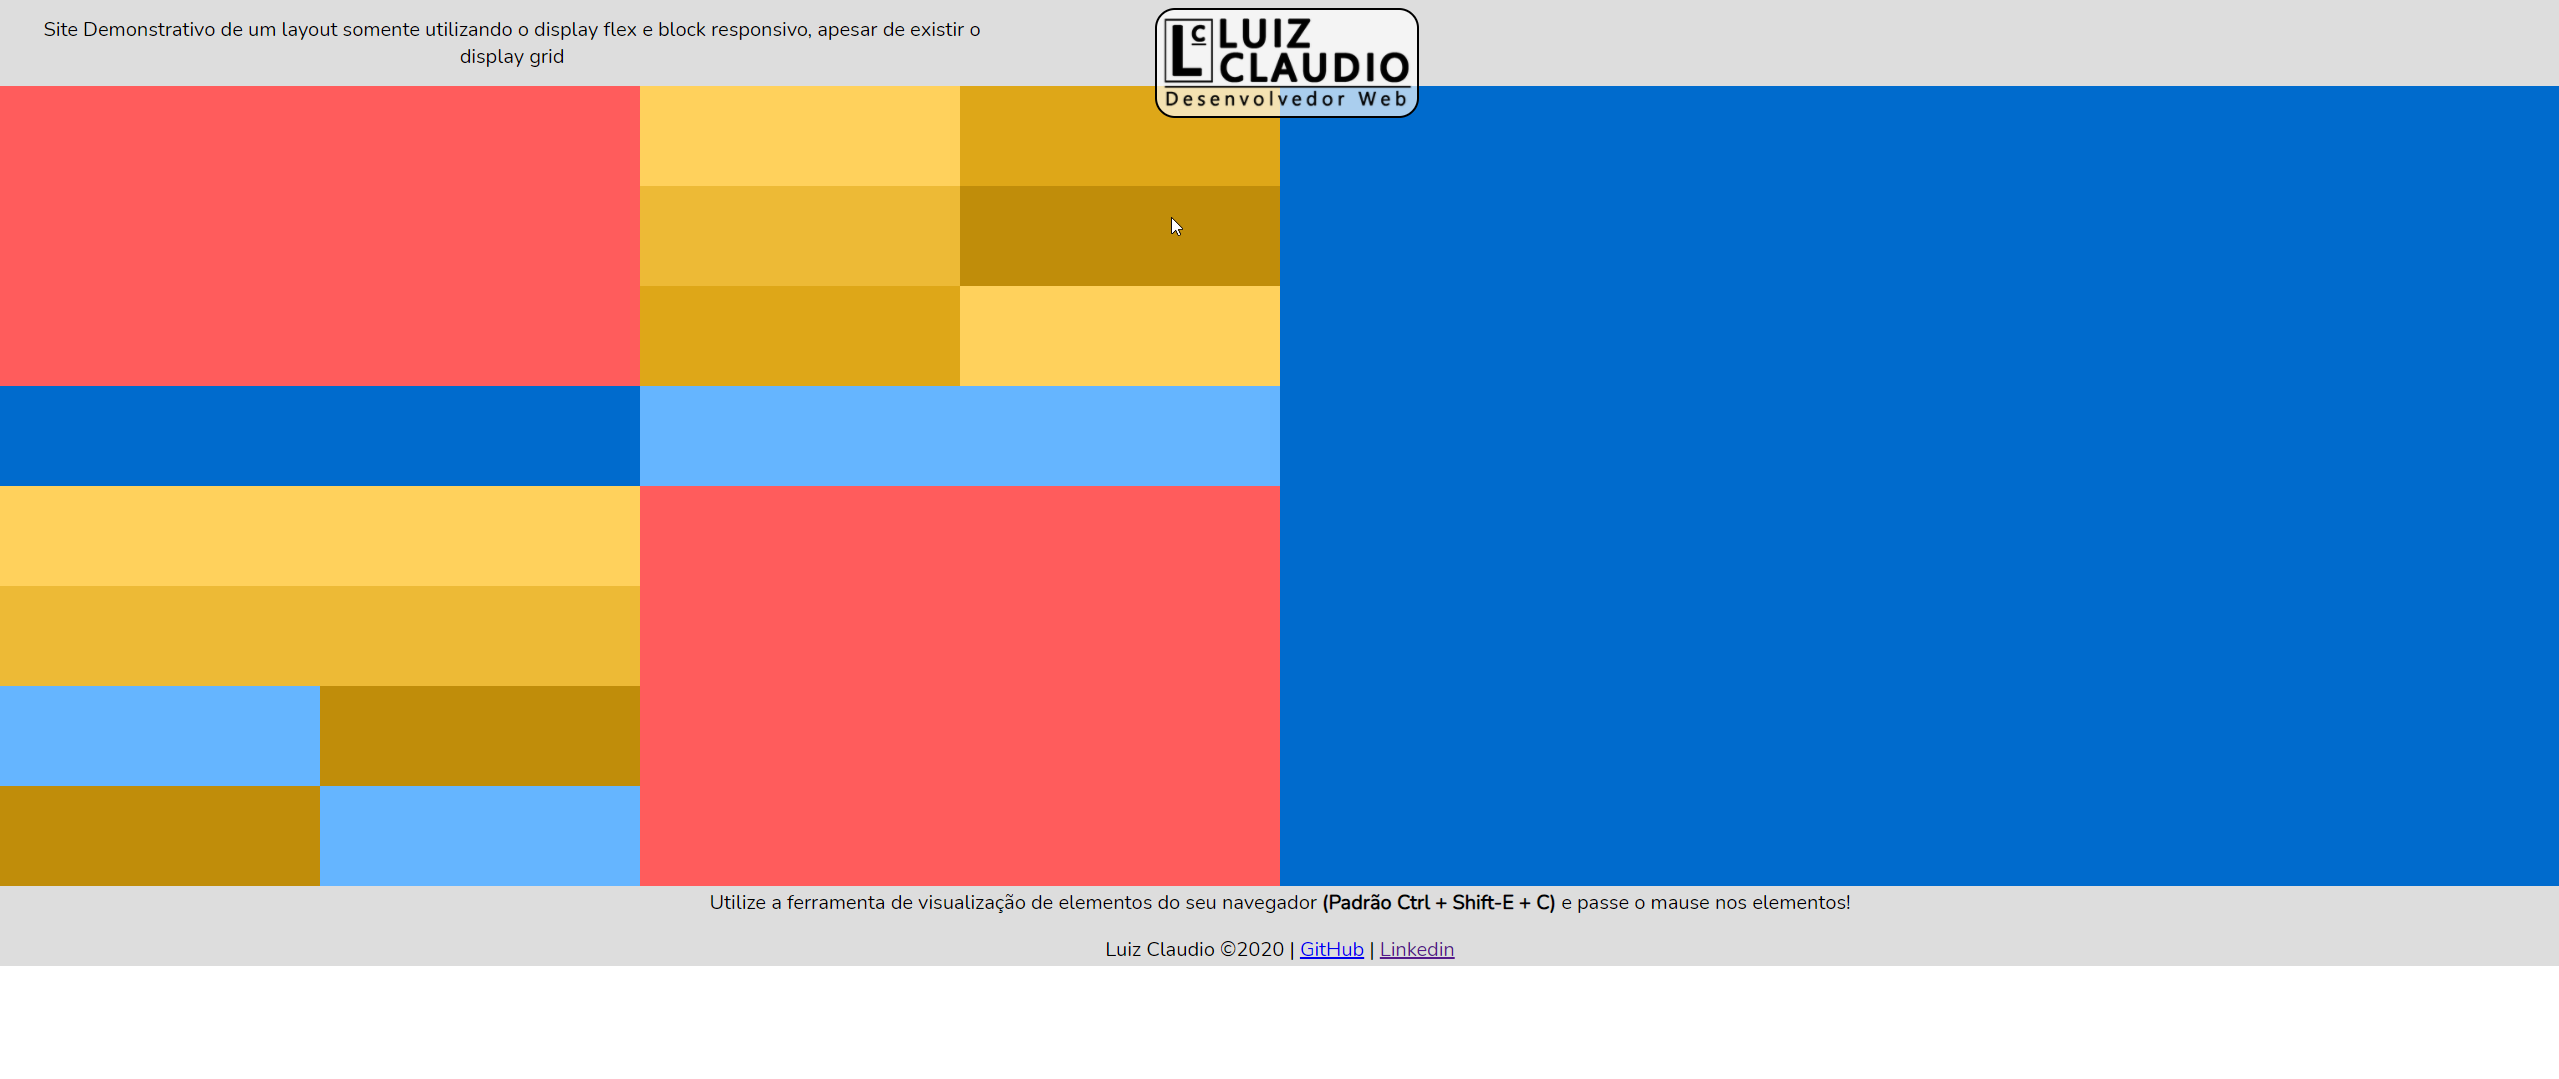 Site Demonstrativo de um layout somente utilizando o display flex e block responsivo, apesar de existir o
display grid
Lc LUIZ
CLAUDIO
Desenvolvedor Web
Utilize a ferramenta de visualização de elementos do seu navegador (Padrão Ctrl + Shift-E + C) e passe o mause nos elementos!
Luiz Claudio ©2020 | GitHub | Linkedin